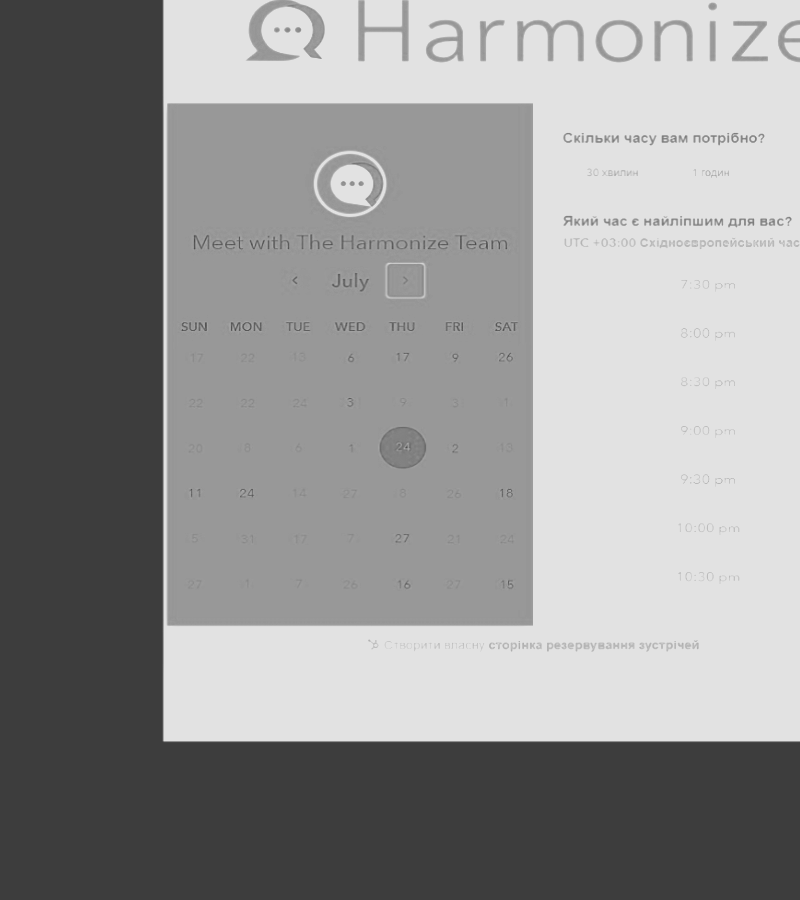 Harmonize
Meet with The Harmonize Team
‹ July ›
SUN MON TUE WED THU FRI SAT
17 22 15 6 17 9 26
22 22 24 3 9 3 1
20 8 6 1 24 2 13
11 24 14 27 8 26 18
5 31 17 7 27 21 24
27 1 7 26 16 27 15
Скільки часу вам потрібно?
30 хвилин 1 годин
Який час є найліпшим для вас?
UTC +03:00 Східноєвропейський час
7:30 pm
8:00 pm
8:30 pm
9:00 pm
9:30 pm
10:00 pm
10:30 pm
Створити власну сторінка резервування зустрічей